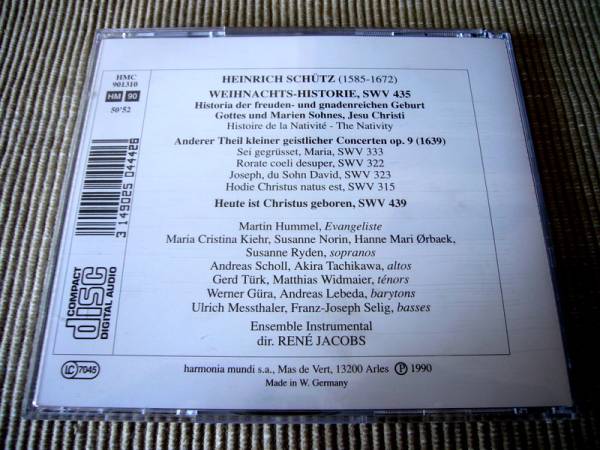 HMC
901310
HM 90
50'52
HEINRICH SCHÜTZ (1585-1672)
WEIHNACHTS-HISTORIE, SWV 435
Historia der freuden- und gnadenreichen Geburt
Gottes und Marien Sohnes, Jesu Christi
Histoire de la Nativité - The Nativity
Anderer Theil kleiner geistlicher Concerten op. 9 (1639)
Sei gegrüsset, Maria, SWV 333
Rorate coeli desuper, SWV 322
Joseph, du Sohn David, SWV 323
Hodie Christus natus est, SWV 315
Heute ist Christus geboren, SWV 439
Martin Hummel, Evangeliste
Maria Cristina Kiehr, Susanne Norin, Hanne Mari Ørbaek,
Susanne Ryden, sopranos
Andreas Scholl, Akira Tachikawa, altos
Gerd Türk, Matthias Widmaier, ténors
Werner Güra, Andreas Lebeda, barytons
Ulrich Messthaler, Franz-Joseph Selig, basses
Ensemble Instrumental
dir. RENÉ JACOBS
harmonia mundi s.a., Mas de Vert, 13200 Arles Ⓟ 1990
Made in W. Germany
3 149025 044426
COMPACT
disc
DIGITAL AUDIO
LC 7045